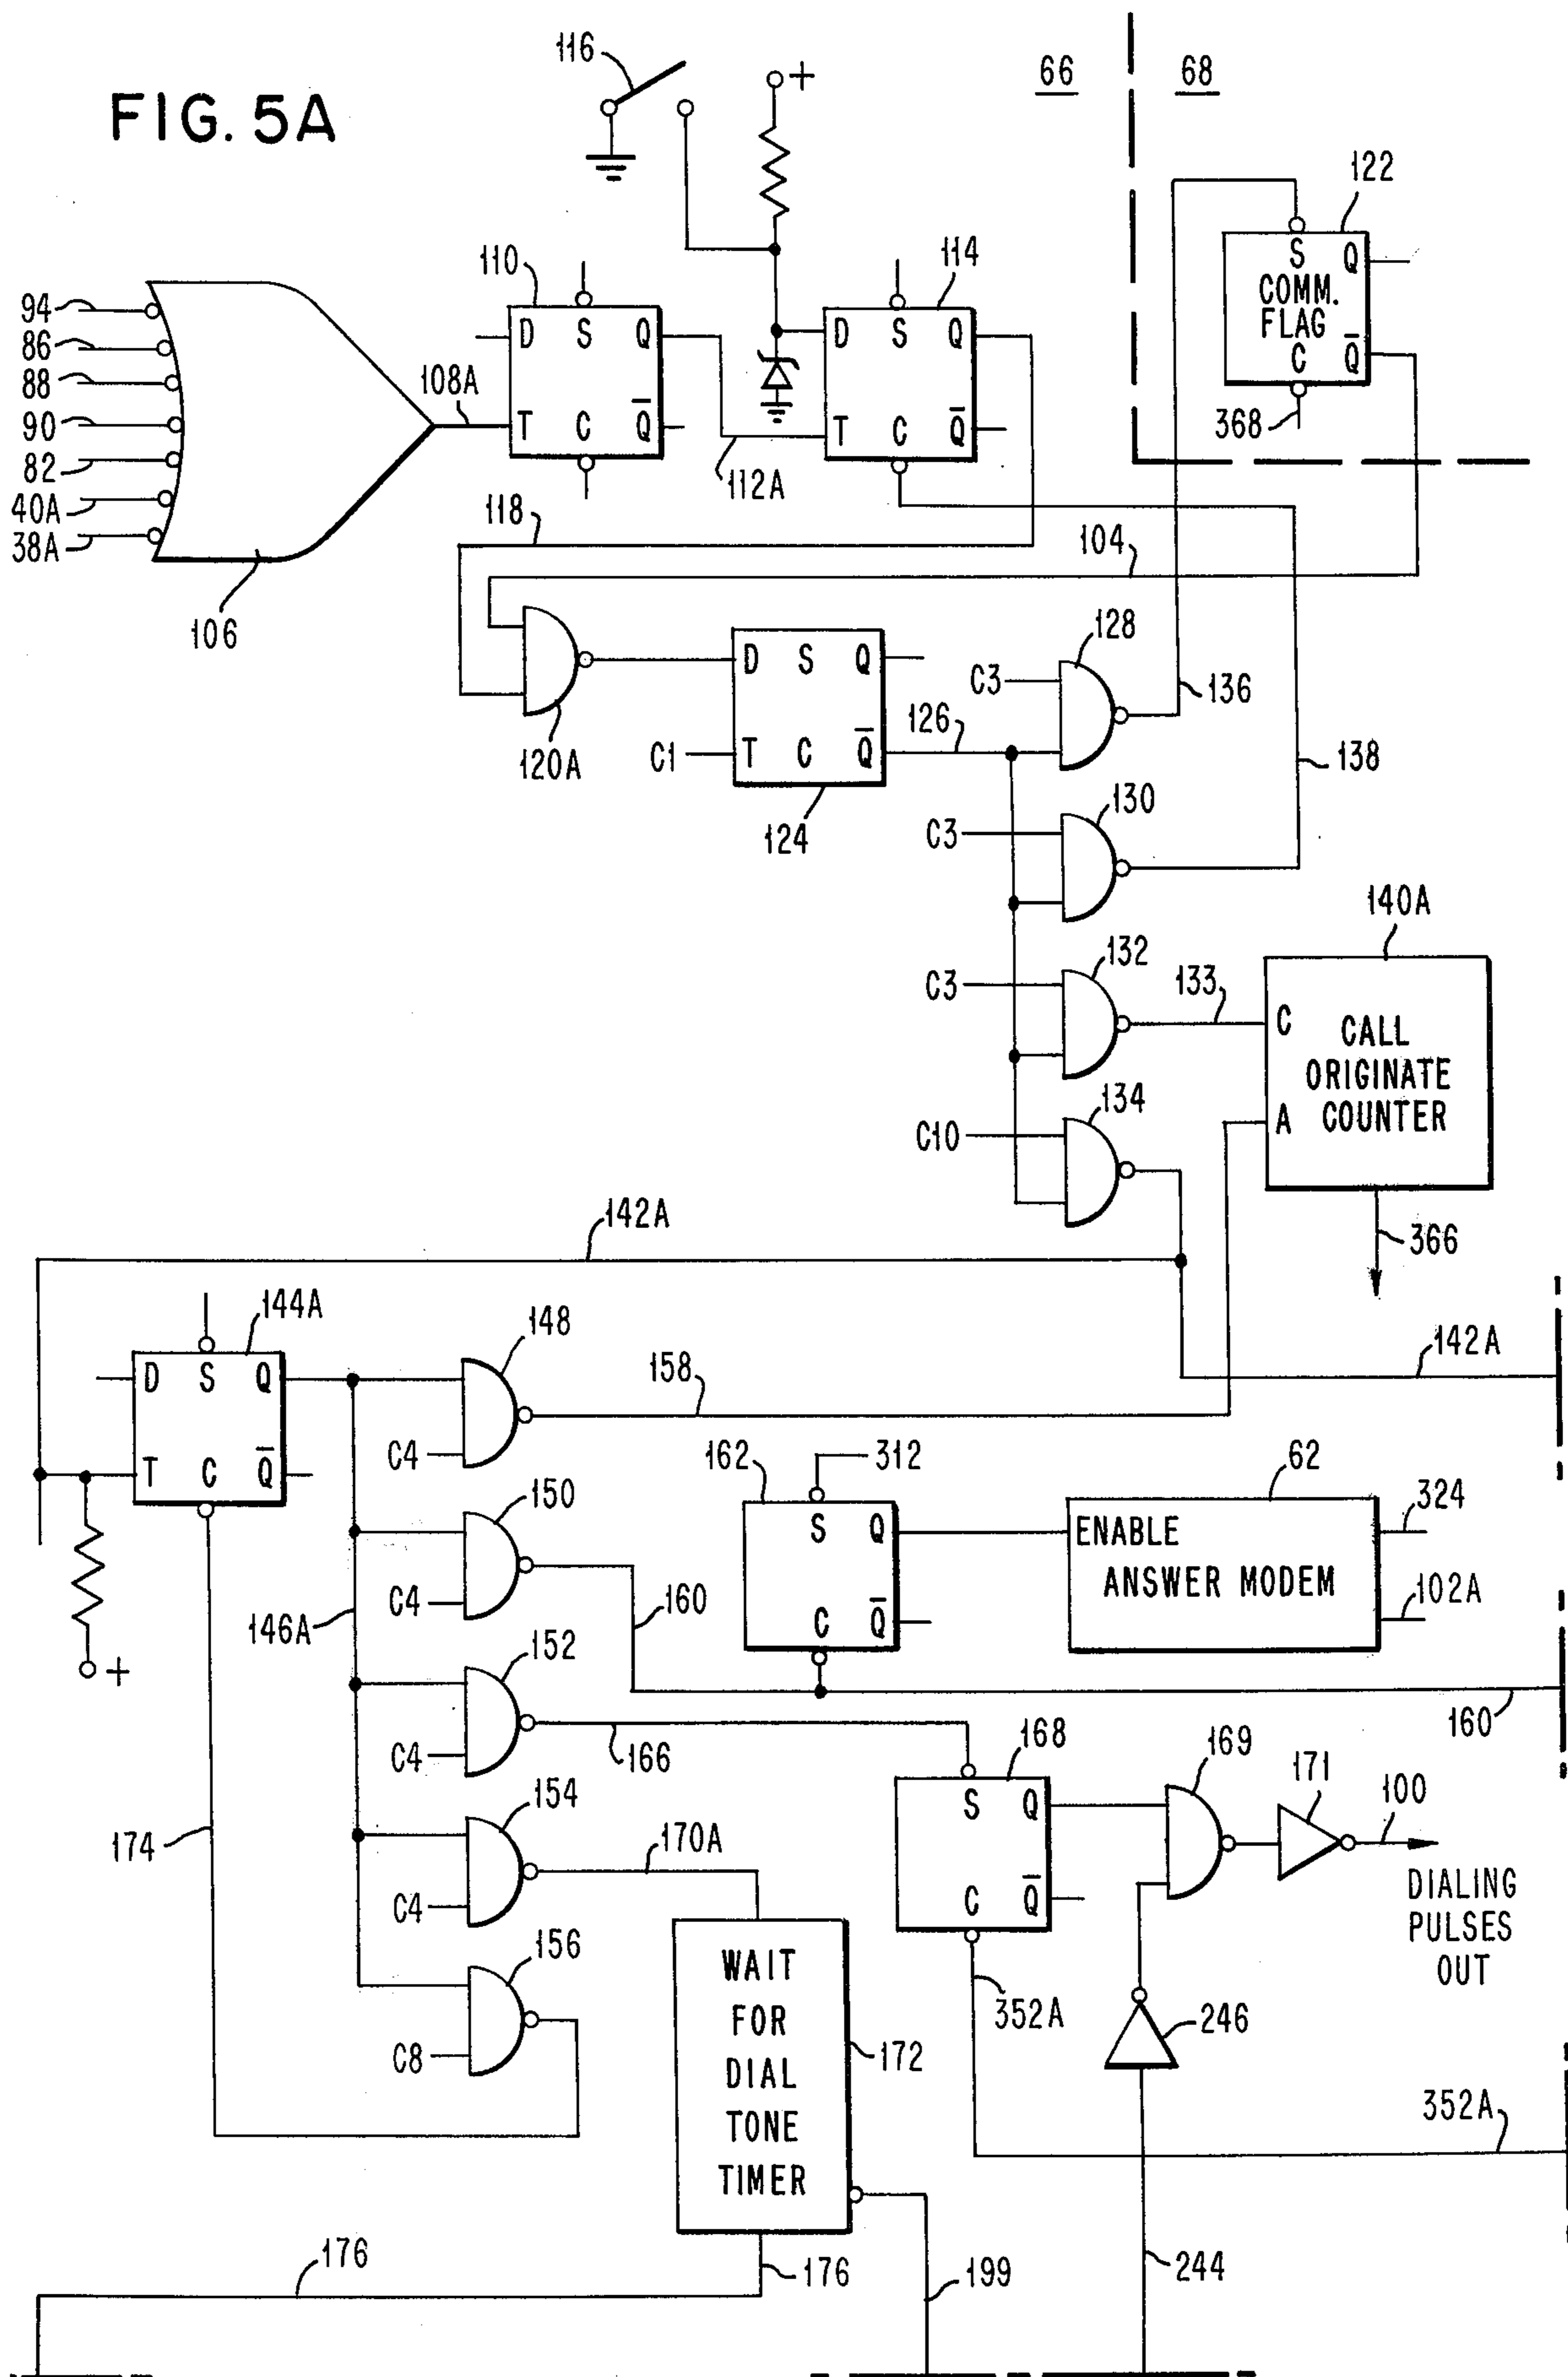 FIG. 5A
116
+
66
68
122
S
Q
COMM.
FLAG
C
Q̅
368
94
86
88
90
82
40A
38A
106
108A
110
D S Q
T C Q̅
112A
114
D S Q
T C Q̅
118
104
120A
D S Q
C1
T C Q̅
124
126
C3
128
136
C3
130
138
C3
132
133
C10
134
140A
C
CALL
ORIGINATE
A
COUNTER
366
142A
142A
144A
D S Q
T C Q̅
+
146A
148
C4
158
150
C4
160
162
312
S Q
C Q̅
62
ENABLE
ANSWER MODEM
324
102A
160
152
C4
166
168
S Q
C Q̅
169
171
100
DIALING
PULSES
OUT
154
C4
170A
174
156
C8
WAIT
FOR
DIAL
TONE
TIMER
172
352A
246
352A
176
176
199
244